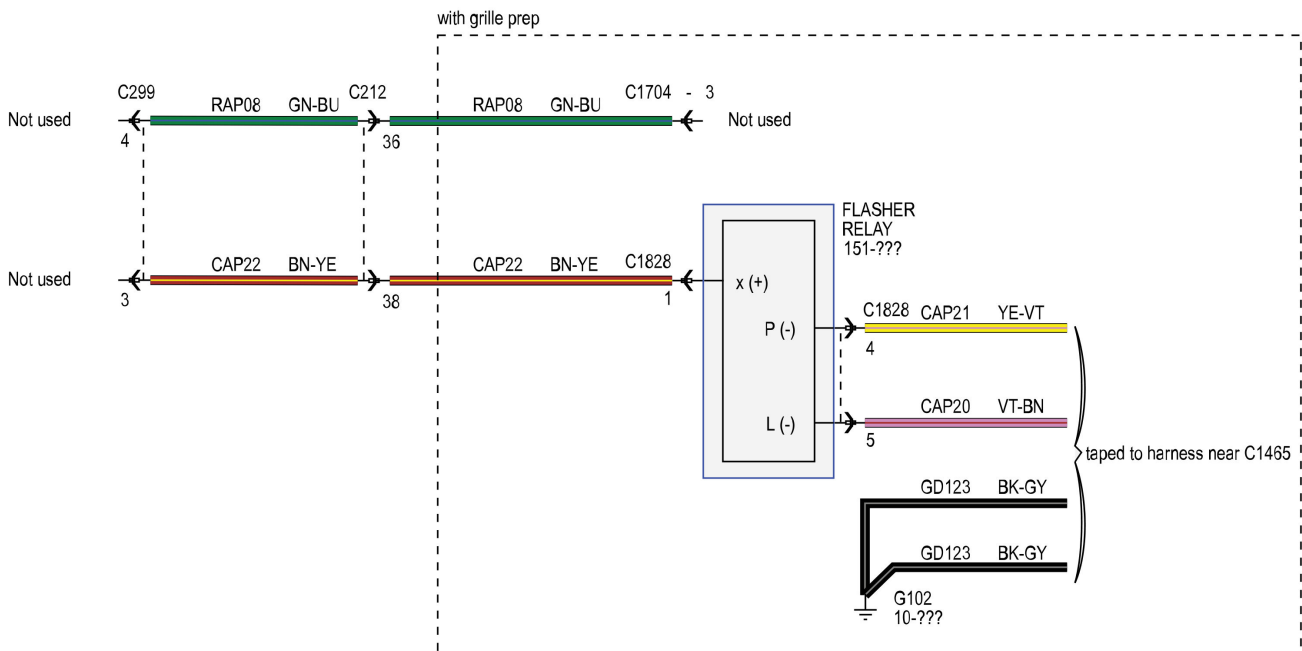 with grille prep
C299 RAP08 GN-BU C212 RAP08 GN-BU C1704 - 3
Not used Not used
4 36
FLASHER
RELAY
151-???
CAP22 BN-YE CAP22 BN-YE C1828
Not used
3 38 1
x (+)
C1828 CAP21 YE-VT
P (-)
4
CAP20 VT-BN
L (-)
5
taped to harness near C1465
GD123 BK-GY
GD123 BK-GY
G102
10-???